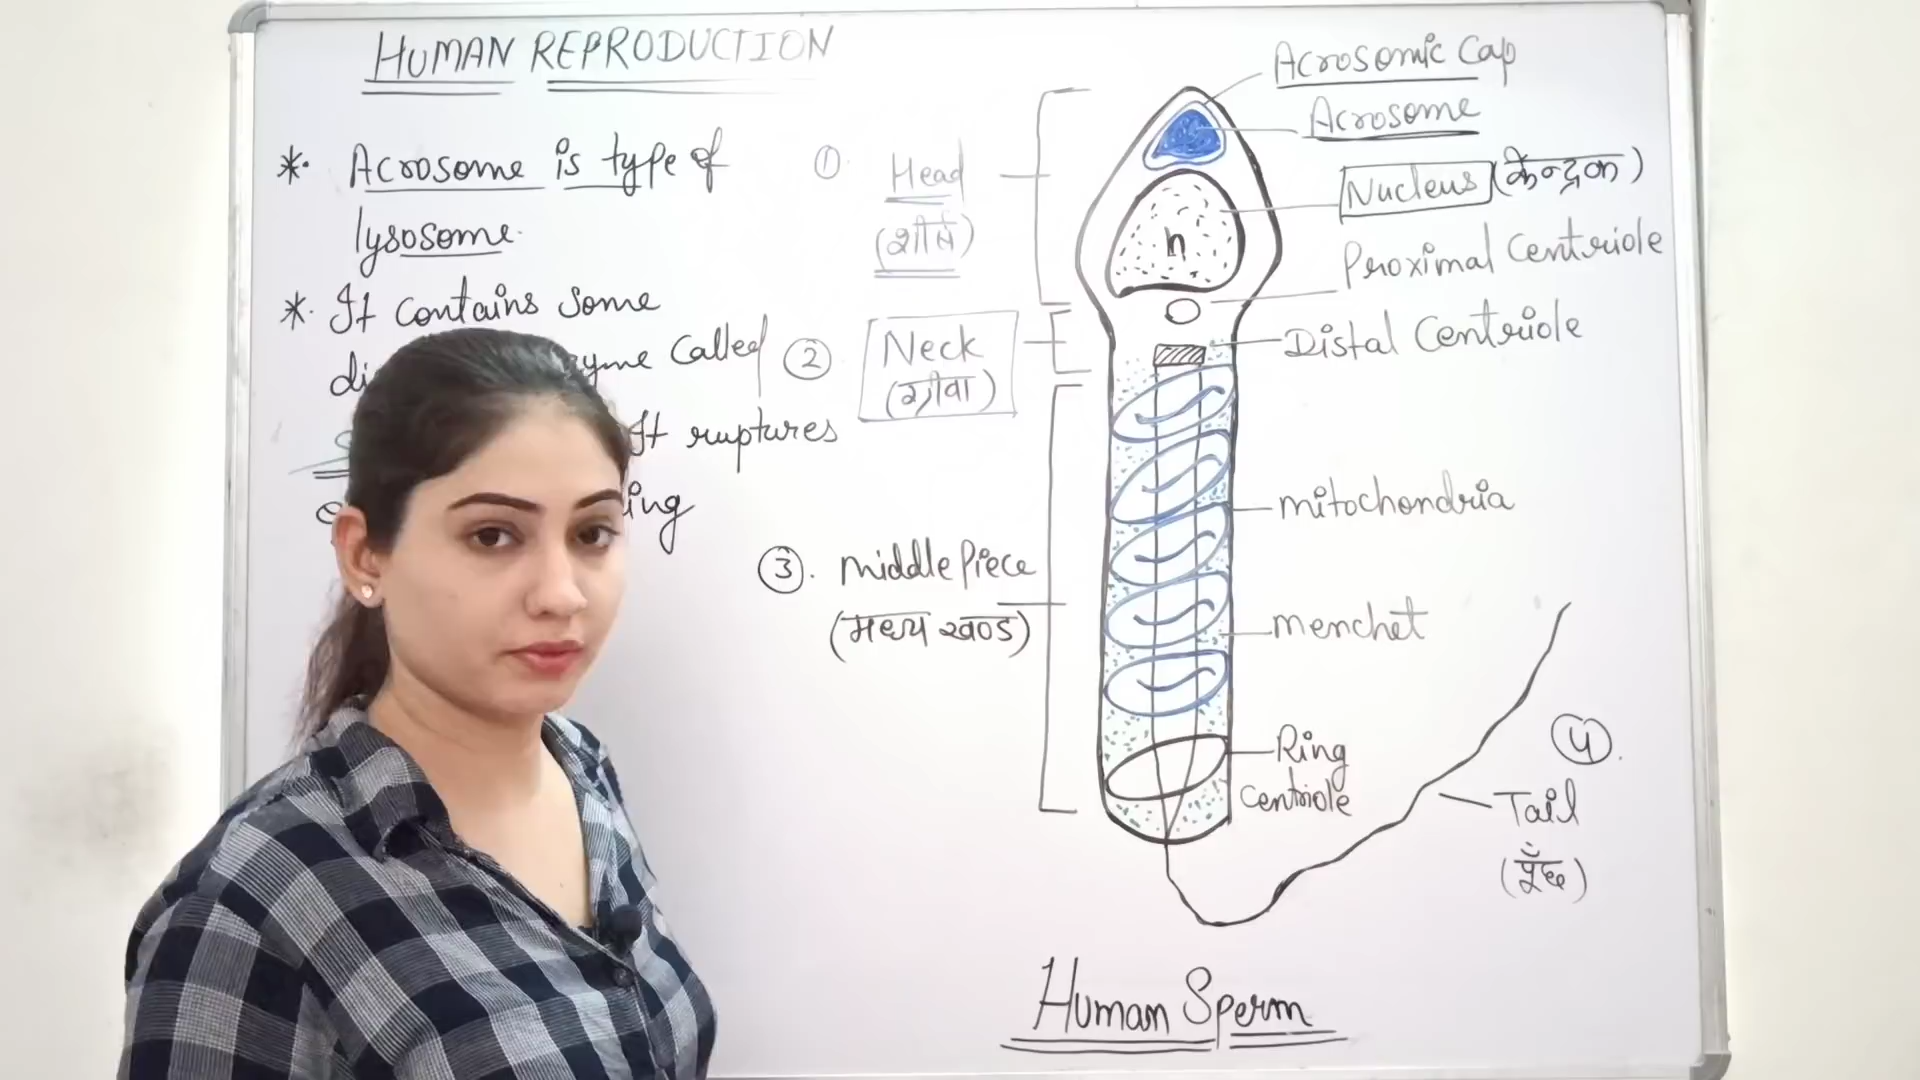 HUMAN REPRODUCTION
*. Acrosome is type of
lysosome.
*. It contains some
called
It ruptures
① Head
(शीर्ष)
② Neck
(ग्रीवा)
③. middle Piece
(मध्य खण्ड)
Acrosomic Cap
Acrosome
Nucleus (केन्द्रक)
n
Proximal Centriole
Distal Centriole
mitochondria
menchet
Ring
Centriole
④.
Tail
(पूँछ)
Human Sperm